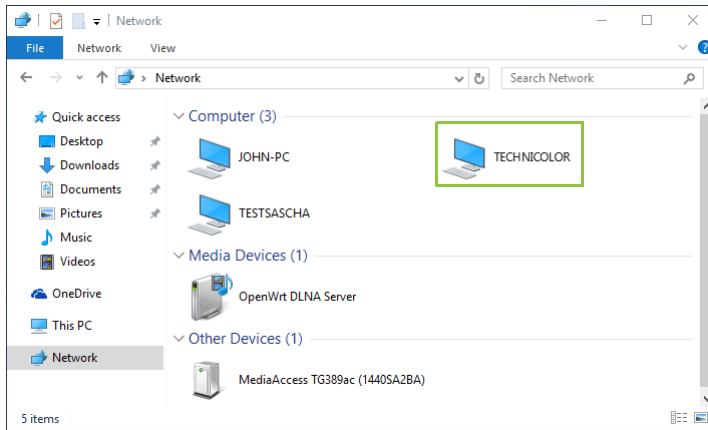 Network
File Network View
Network
Search Network
Quick access
Desktop
Downloads
Documents
Pictures
Music
Videos
OneDrive
This PC
Network
Computer (3)
JOHN-PC
TECHNICOLOR
TESTSASCHA
Media Devices (1)
OpenWrt DLNA Server
Other Devices (1)
MediaAccess TG389ac (1440SA2BA)
5 items